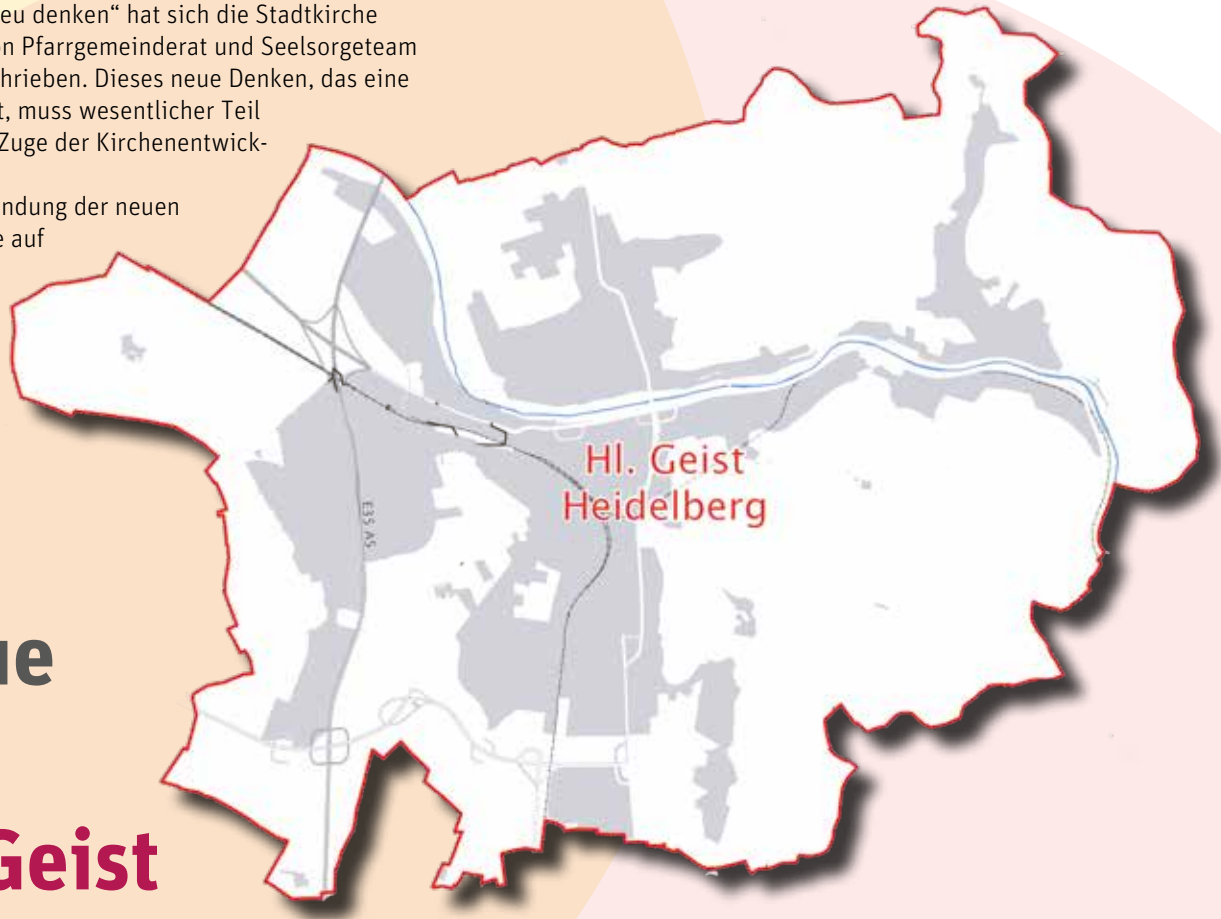 eu denken“ hat sich die Stadtkirche
on Pfarrgemeinderat und Seelsorgeteam
hrieben. Dieses neue Denken, das eine
t, muss wesentlicher Teil
Zuge der Kirchenentwick-
ndung der neuen
e auf
Hl. Geist
Heidelberg
E35 A5
ue
Geist